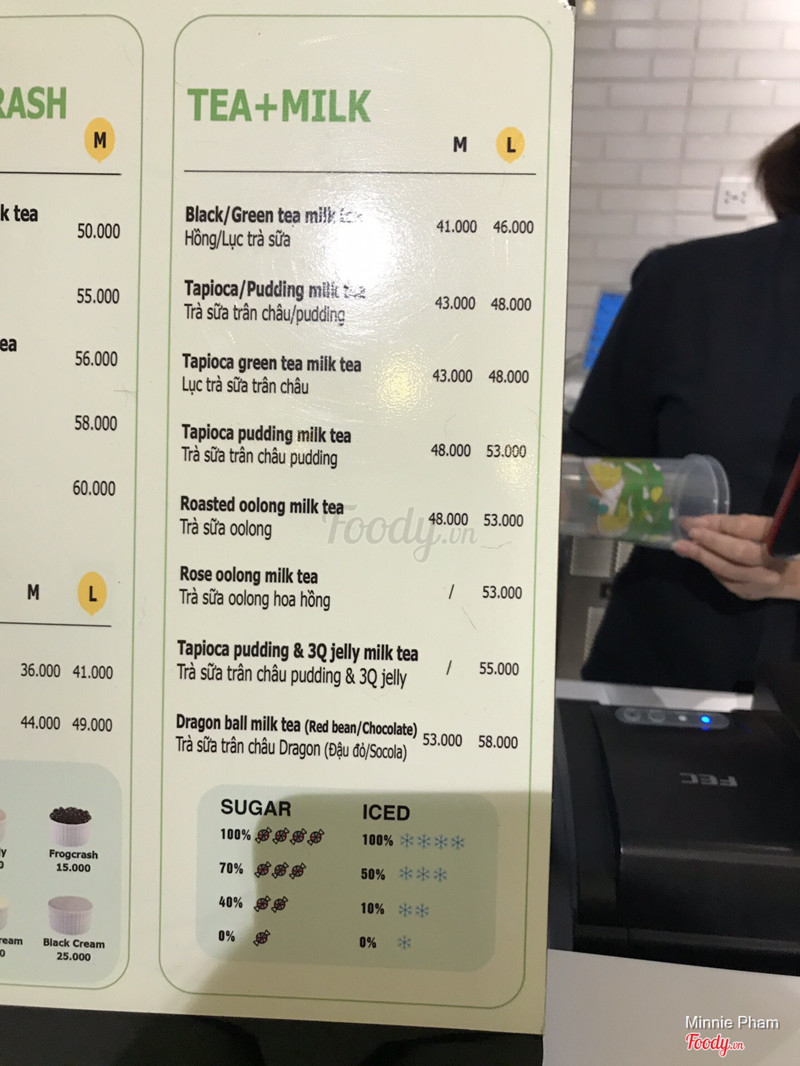 RASH
M
k tea
50.000
55.000
ea
56.000
58.000
60.000
M L
36.000 41.000
44.000 49.000
Frogcrash
15.000
Black Cream
25.000
TEA+MILK
M L
Black/Green tea milk tea 41.000 46.000
Hồng/Lục trà sữa
Tapioca/Pudding milk tea 43.000 48.000
Trà sữa trân châu/pudding
Tapioca green tea milk tea 43.000 48.000
Lục trà sữa trân châu
Tapioca pudding milk tea 48.000 53.000
Trà sữa trân châu pudding
Roasted oolong milk tea 48.000 53.000
Trà sữa oolong
Rose oolong milk tea / 53.000
Trà sữa oolong hoa hồng
Tapioca pudding & 3Q jelly milk tea / 55.000
Trà sữa trân châu pudding & 3Q jelly
Dragon ball milk tea (Red bean/Chocolate) 53.000 58.000
Trà sữa trân châu Dragon (Đậu đỏ/Socola)
SUGAR ICED
100% 100%
70% 50%
40% 10%
0% 0%
Foody.vn
FEC
Minnie Pham
Foody.vn